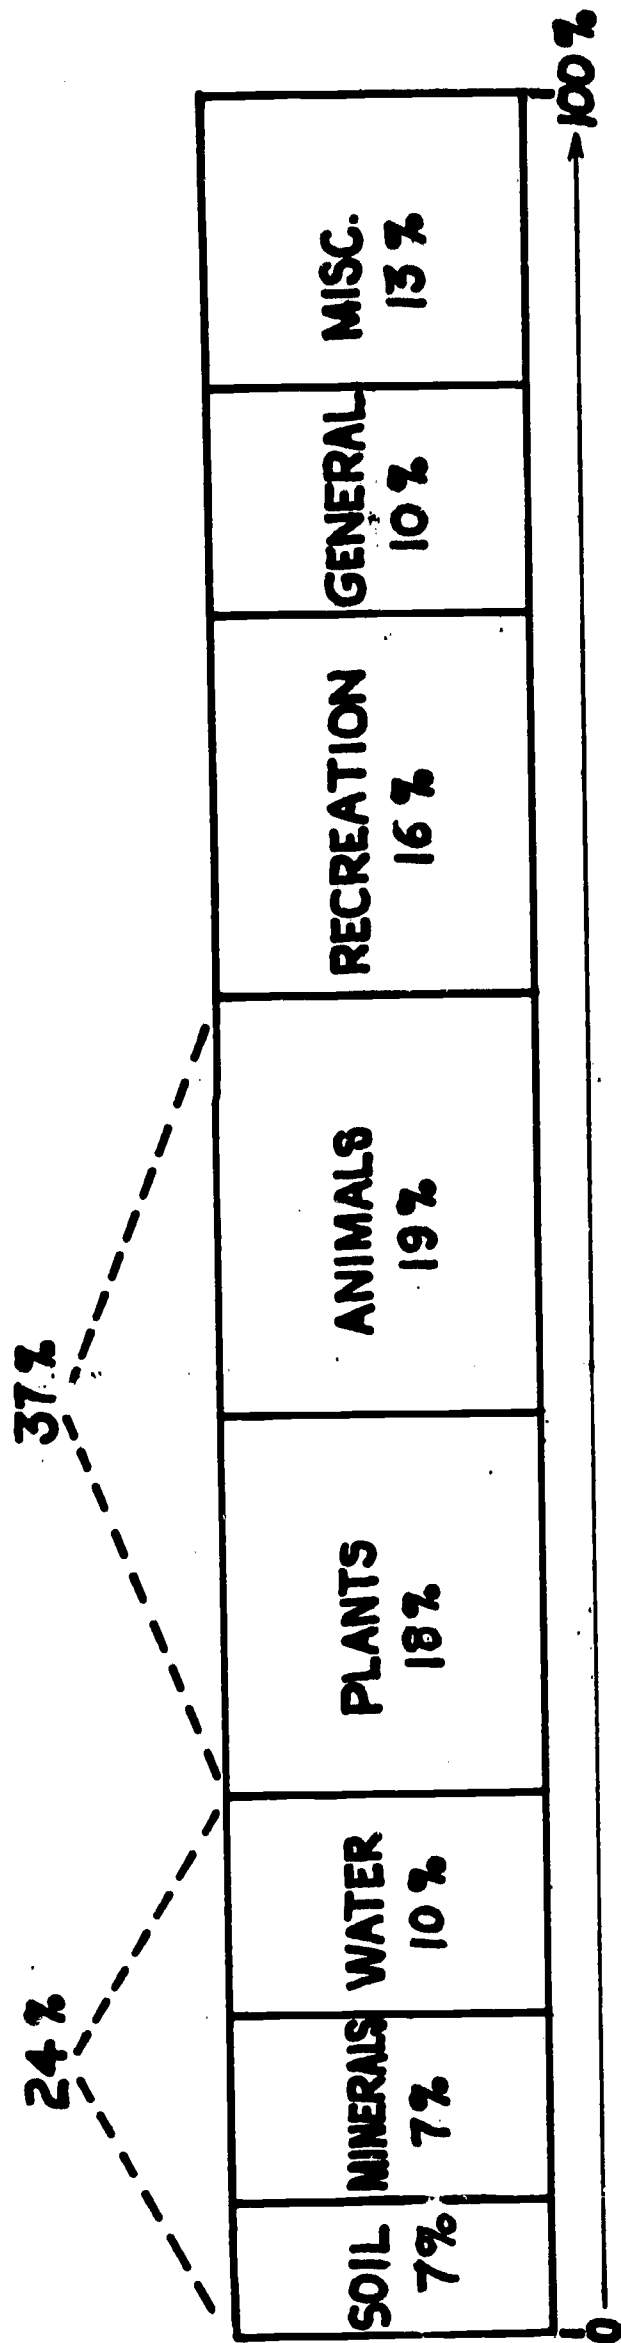 24%
37%
SOIL
7%
MINERALS
7%
WATER
10%
PLANTS
18%
ANIMALS
19%
RECREATION
16%
GENERAL
10%
MISC.
13%
0
100%